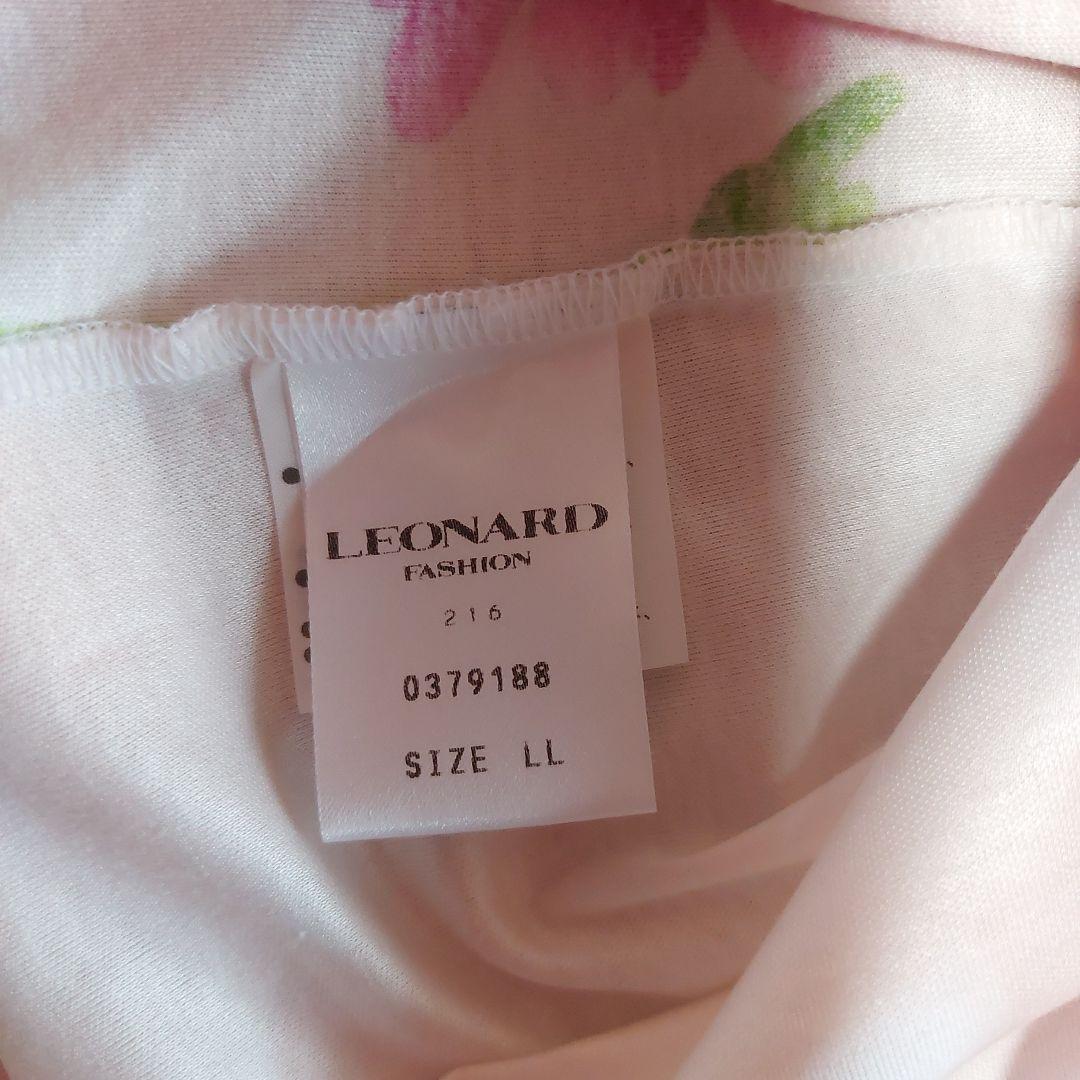 LEONARD
FASHION
216
0379188
SIZE LL